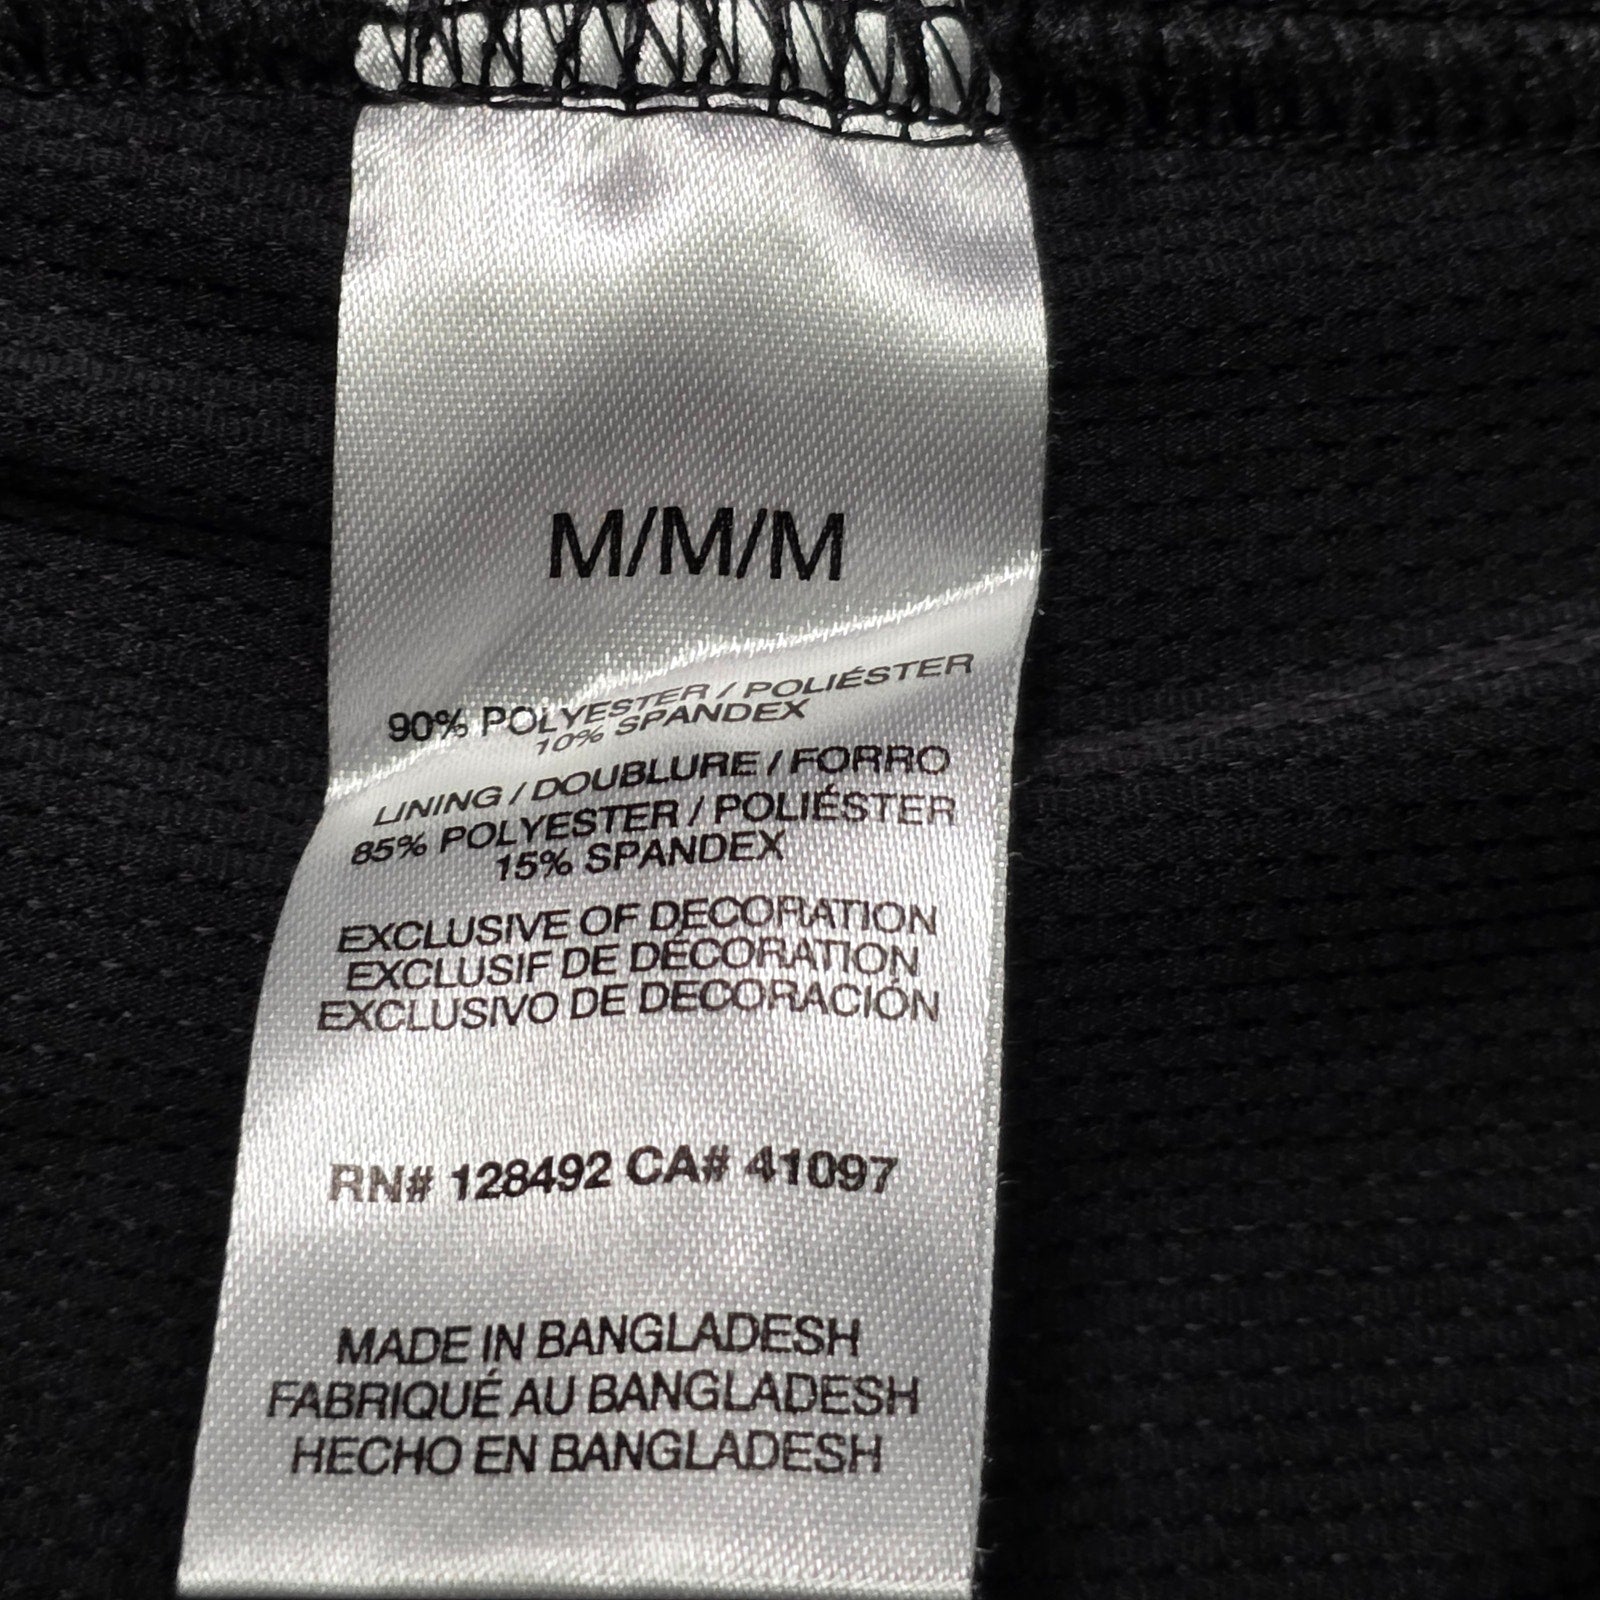 M/M/M
90% POLYESTER / POLIÉSTER
10% SPANDEX
LINING / DOUBLURE / FORRO
85% POLYESTER / POLIÉSTER
15% SPANDEX
EXCLUSIVE OF DECORATION
EXCLUSIF DE DÉCORATION
EXCLUSIVO DE DECORACIÓN
RN# 128492 CA# 41097
MADE IN BANGLADESH
FABRIQUÉ AU BANGLADESH
HECHO EN BANGLADESH